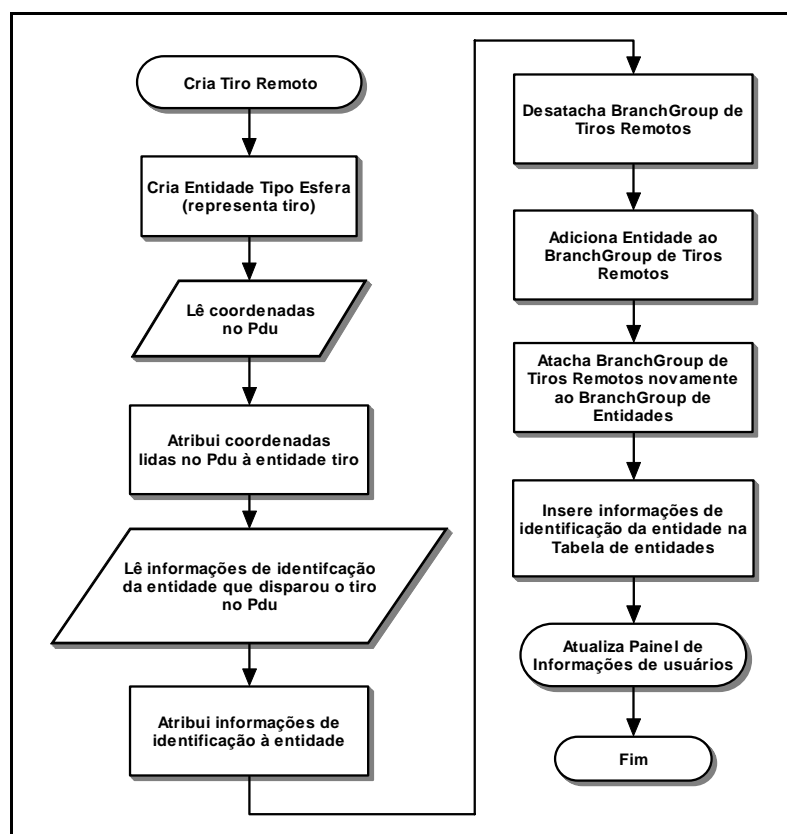 Cria Tiro Remoto
Cria Entidade Tipo Esfera
(representa tiro)
Lê coordenadas
no Pdu
Atribui coordenadas
lidas no Pdu à entidade tiro
Lê informações de identifcação
da entidade que disparou o tiro
no Pdu
Atribui informações de
identificação à entidade
Desatacha BranchGroup de
Tiros Remotos
Adiciona Entidade ao
BranchGroup de Tiros
Remotos
Atacha BranchGroup de
Tiros Remotos novamente
ao BranchGroup de
Entidades
Insere informações de
identificação da entidade na
Tabela de entidades
Atualiza Painel de
Informações de usuários
Fim